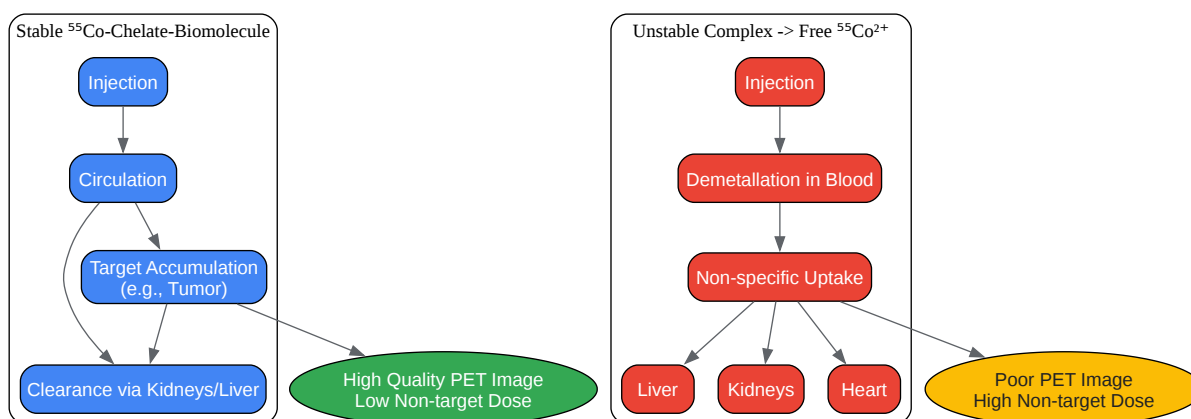 Stable ⁵⁵Co-Chelate-Biomolecule
Injection
Circulation
Target Accumulation
(e.g., Tumor)
Clearance via Kidneys/Liver
High Quality PET Image
Low Non-target Dose
Unstable Complex -> Free ⁵⁵Co²⁺
Injection
Demetallation in Blood
Non-specific Uptake
Liver
Kidneys
Heart
Poor PET Image
High Non-target Dose